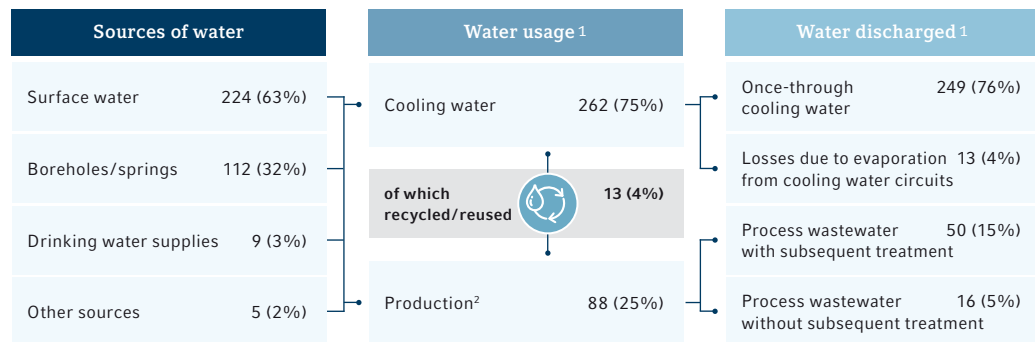 Sources of water
Surface water 224 (63%)
Boreholes/springs 112 (32%)
Drinking water supplies 9 (3%)
Other sources 5 (2%)
Water usage 1
Cooling water 262 (75%)
of which
recycled/reused 13 (4%)
Production² 88 (25%)
Water discharged 1
Once-through 249 (76%)
cooling water
Losses due to evaporation 13 (4%)
from cooling water circuits
Process wastewater 50 (15%)
with subsequent treatment
Process wastewater 16 (5%)
without subsequent treatment